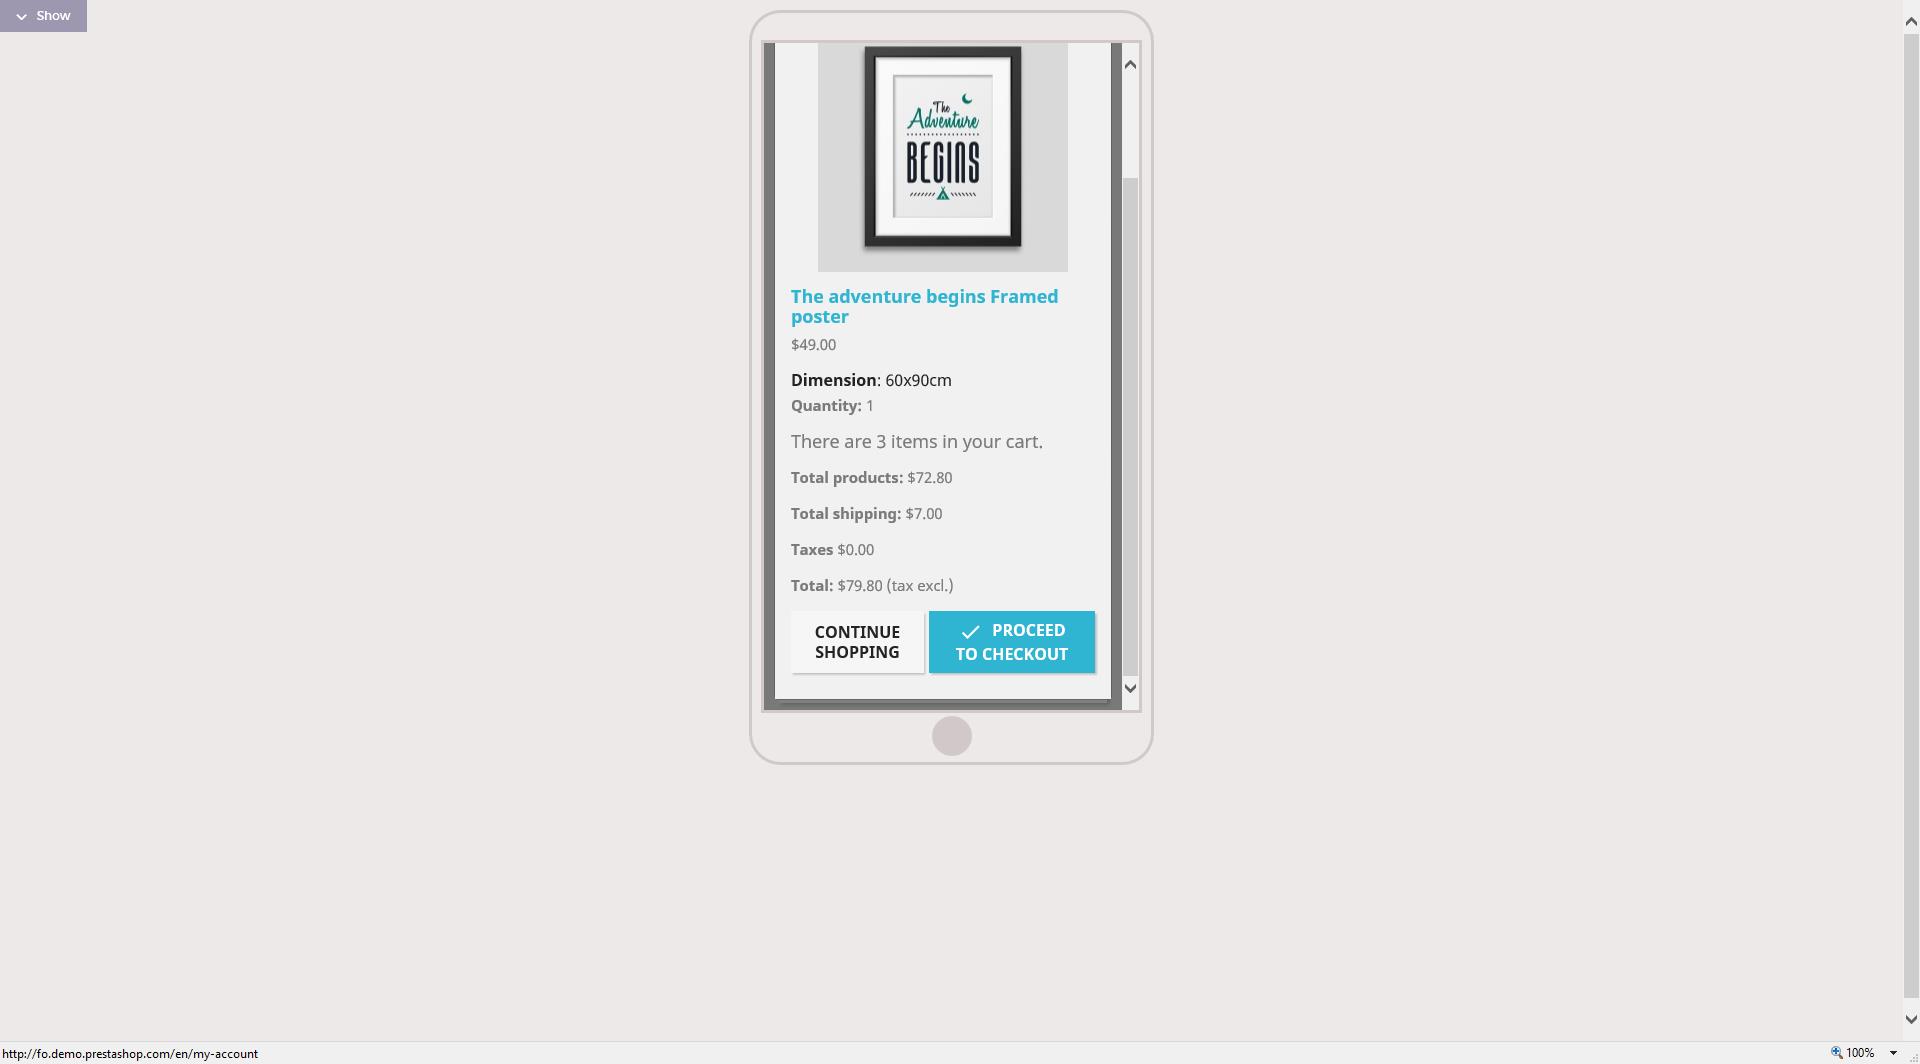 Show
The
Adventure
BEGINS
The adventure begins Framed
poster
$49.00
Dimension: 60x90cm
Quantity: 1
There are 3 items in your cart.
Total products: $72.80
Total shipping: $7.00
Taxes $0.00
Total: $79.80 (tax excl.)
CONTINUE
SHOPPING
PROCEED
TO CHECKOUT
http://fo.demo.prestashop.com/en/my-account
100%